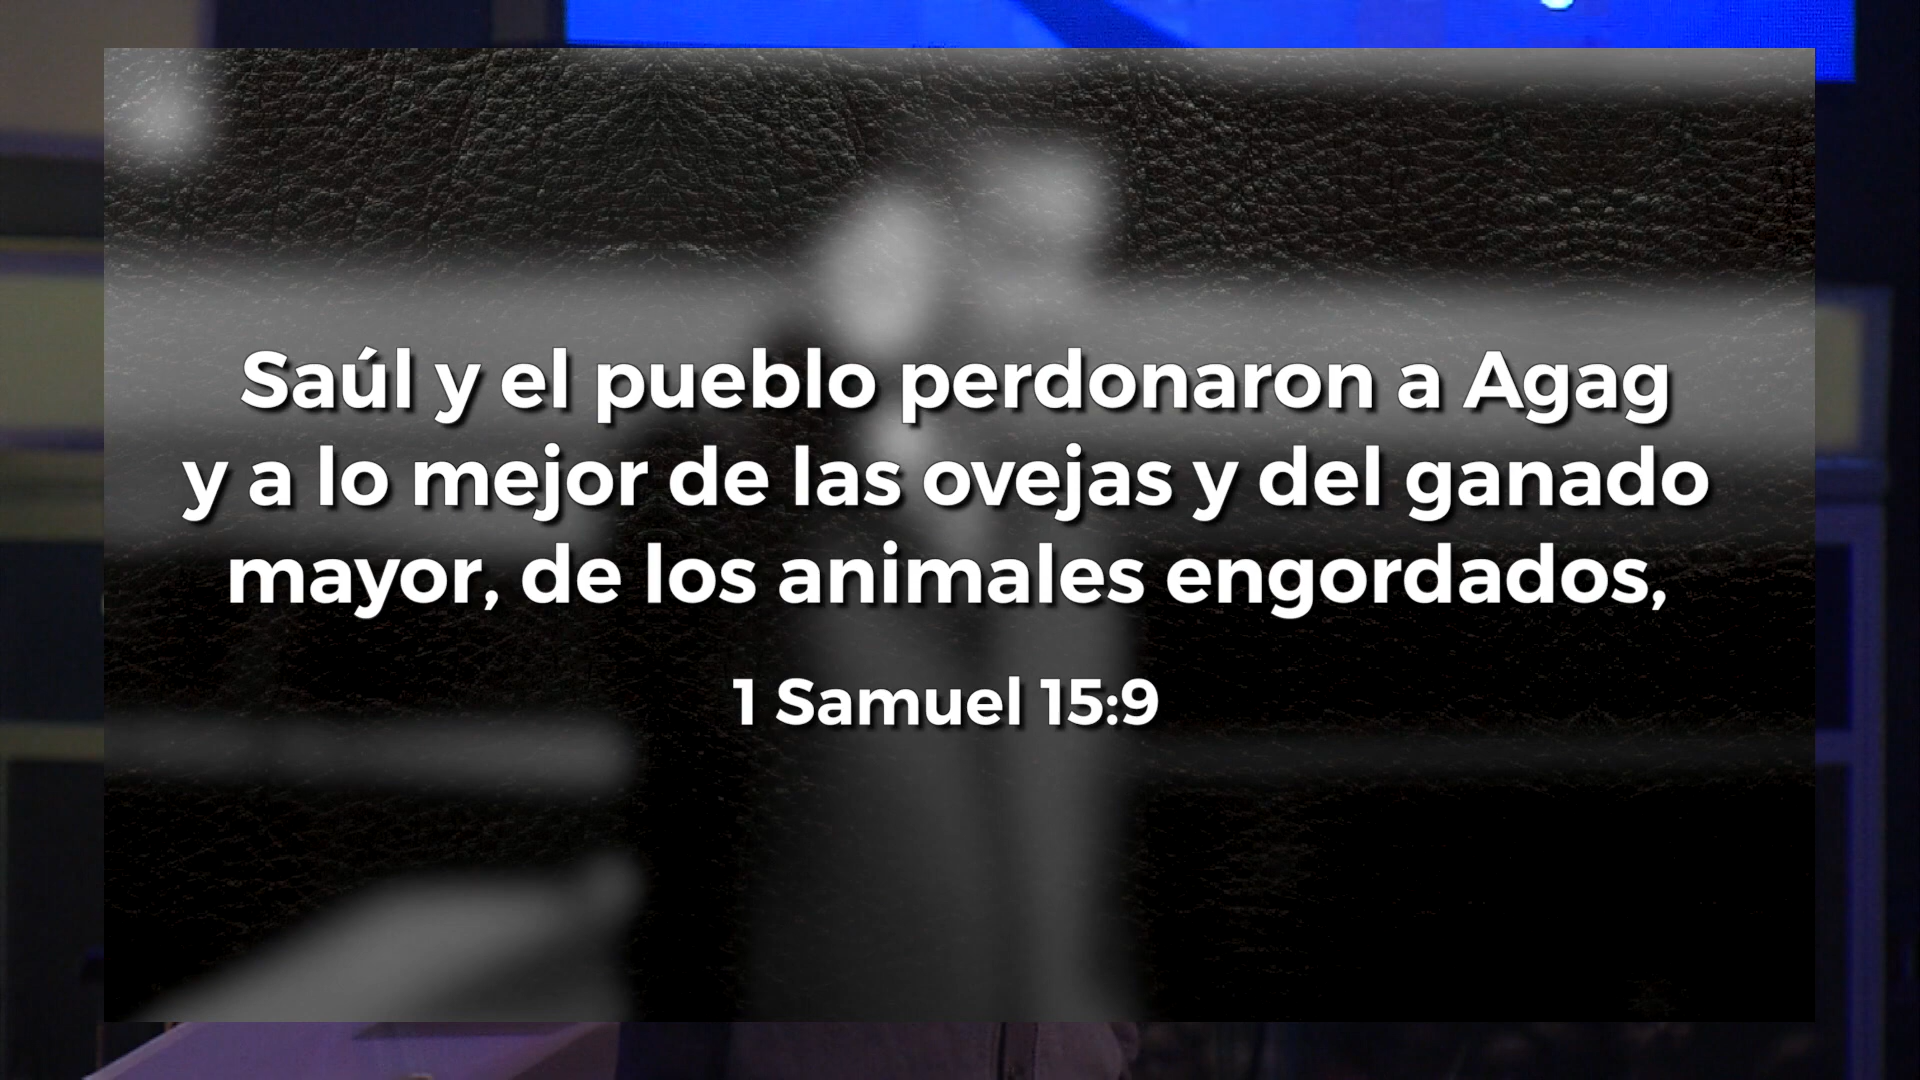 Saúl y el pueblo perdonaron a Agag
y a lo mejor de las ovejas y del ganado
mayor, de los animales engordados,
1 Samuel 15:9